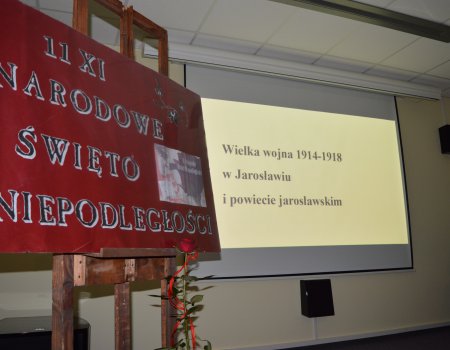 11 XI
NARODOWE
ŚWIĘTO
NIEPODLEGŁOŚCI
Wielka wojna 1914-1918
w Jarosławiu
i powiecie jarosławskim